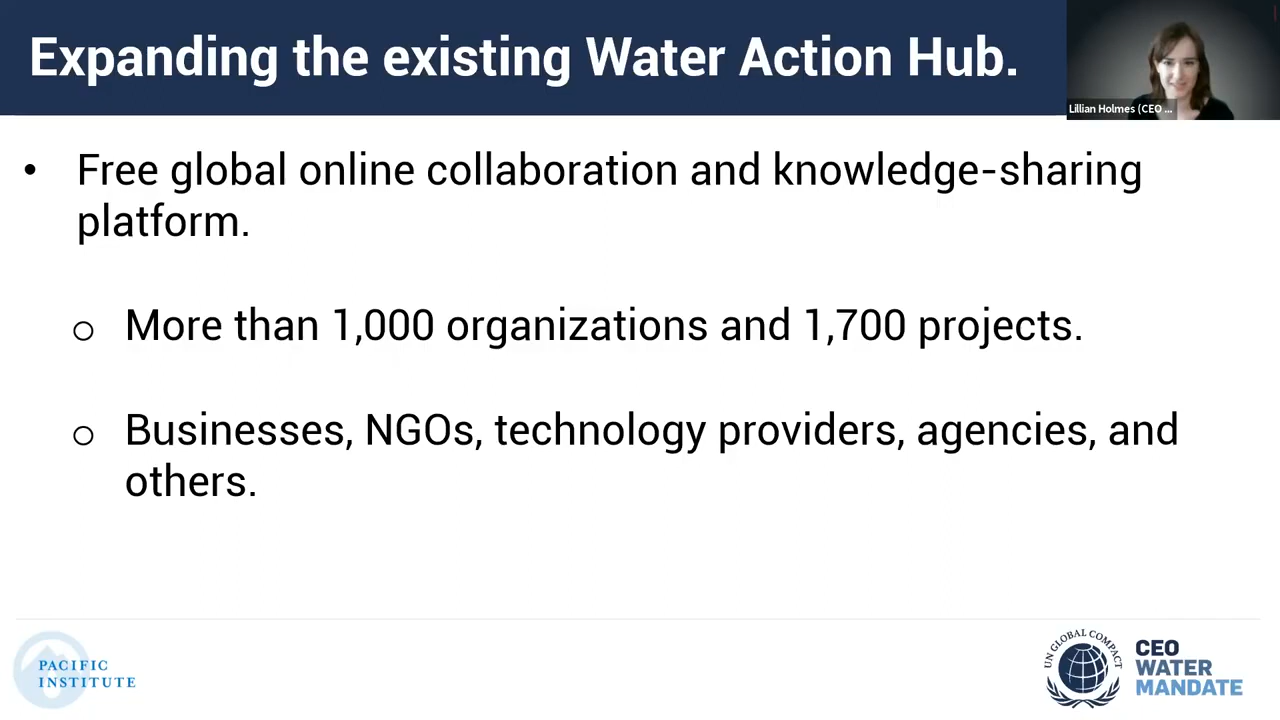 Expanding the existing Water Action Hub.
Lillian Holmes (CEO ...
• Free global online collaboration and knowledge-sharing
platform.
o More than 1,000 organizations and 1,700 projects.
o Businesses, NGOs, technology providers, agencies, and
others.
PACIFIC
INSTITUTE
UN GLOBAL COMPACT
CEO
WATER
MANDATE